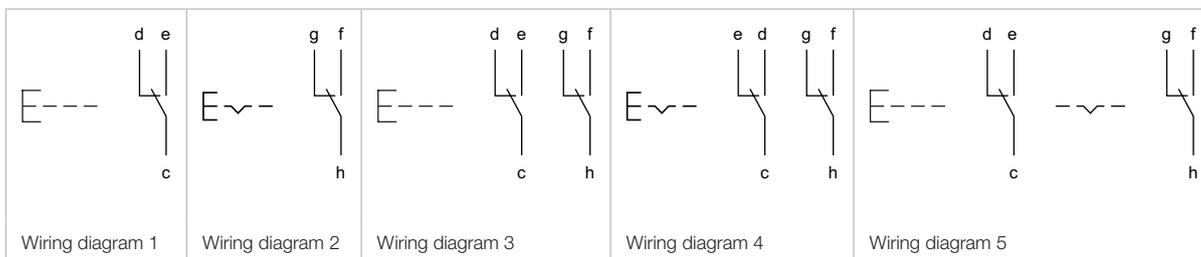 d e
g f
d e g f
e d g f
d e g f
c
h
c h
c h
c h
Wiring diagram 1
Wiring diagram 2
Wiring diagram 3
Wiring diagram 4
Wiring diagram 5